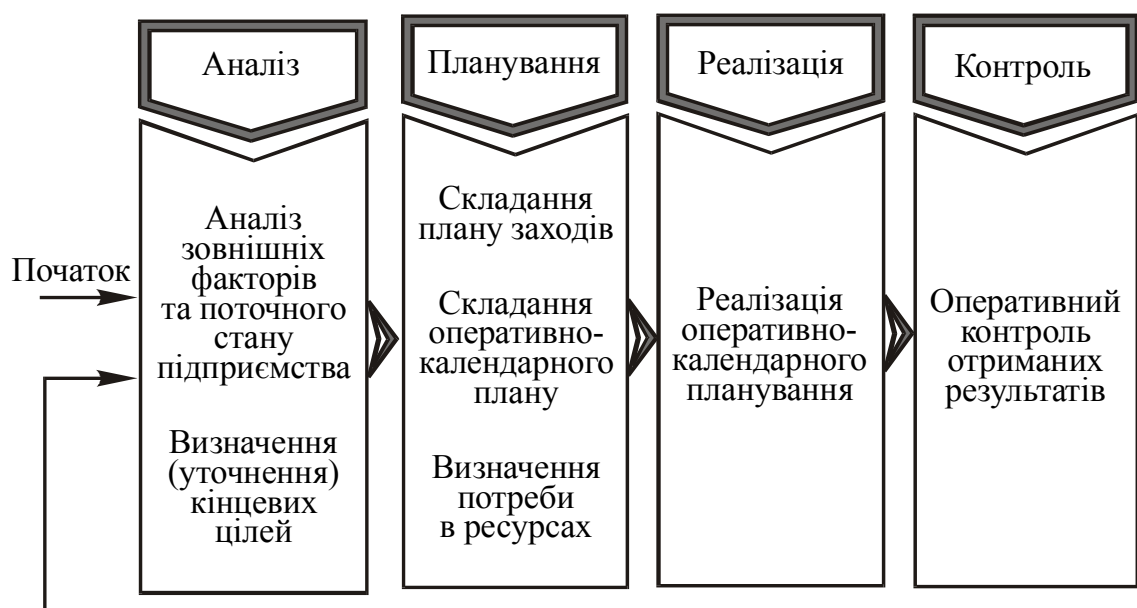 Аналіз
Планування
Реалізація
Контроль
Початок
Аналіз
зовнішніх
факторів
та поточного
стану
підприємства
Визначення
(уточнення)
кінцевих
цілей
Складання
плану заходів
Складання
оперативно-
календарного
плану
Визначення
потреби
в ресурсах
Реалізація
оперативно-
календарного
планування
Оперативний
контроль
отриманих
результатів